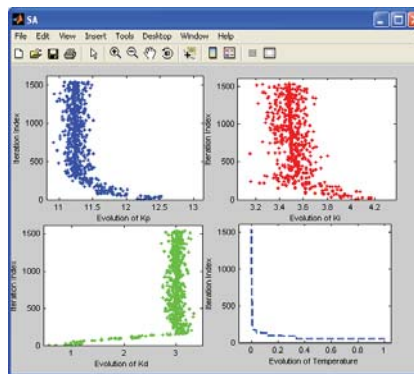 SA
File Edit View Insert Tools Desktop Window Help
1500
1000
500
0
Iteration Index
11 11.5 12 12.5 13
Evolution of Kp
1500
1000
500
0
Iteration Index
3.2 3.4 3.6 3.8 4 4.2
Evolution of Ki
1500
1000
500
0
Iteration Index
1 2 3
Evolution of Kd
1500
1000
500
0
Iteration Index
0 0.2 0.4 0.6 0.8 1
Evolution of Temperature